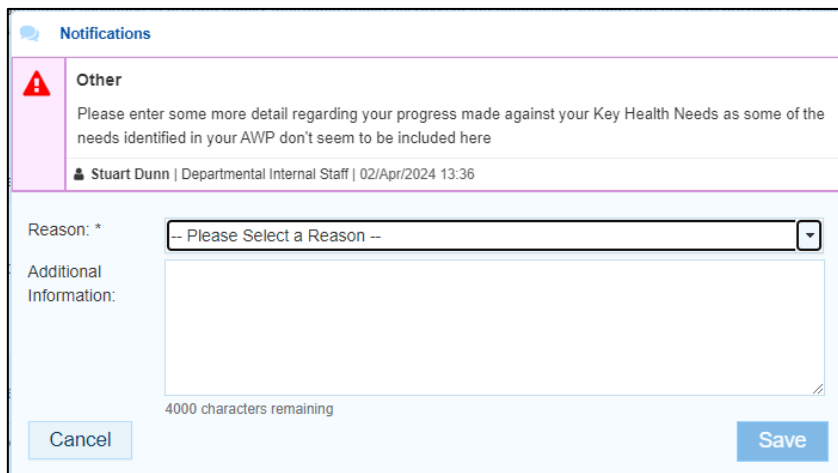 Notifications
Other
Please enter some more detail regarding your progress made against your Key Health Needs as some of the
needs identified in your AWP don't seem to be included here
Stuart Dunn | Departmental Internal Staff | 02/Apr/2024 13:36
Reason: *
-- Please Select a Reason --
Additional
Information:
4000 characters remaining
Cancel
Save